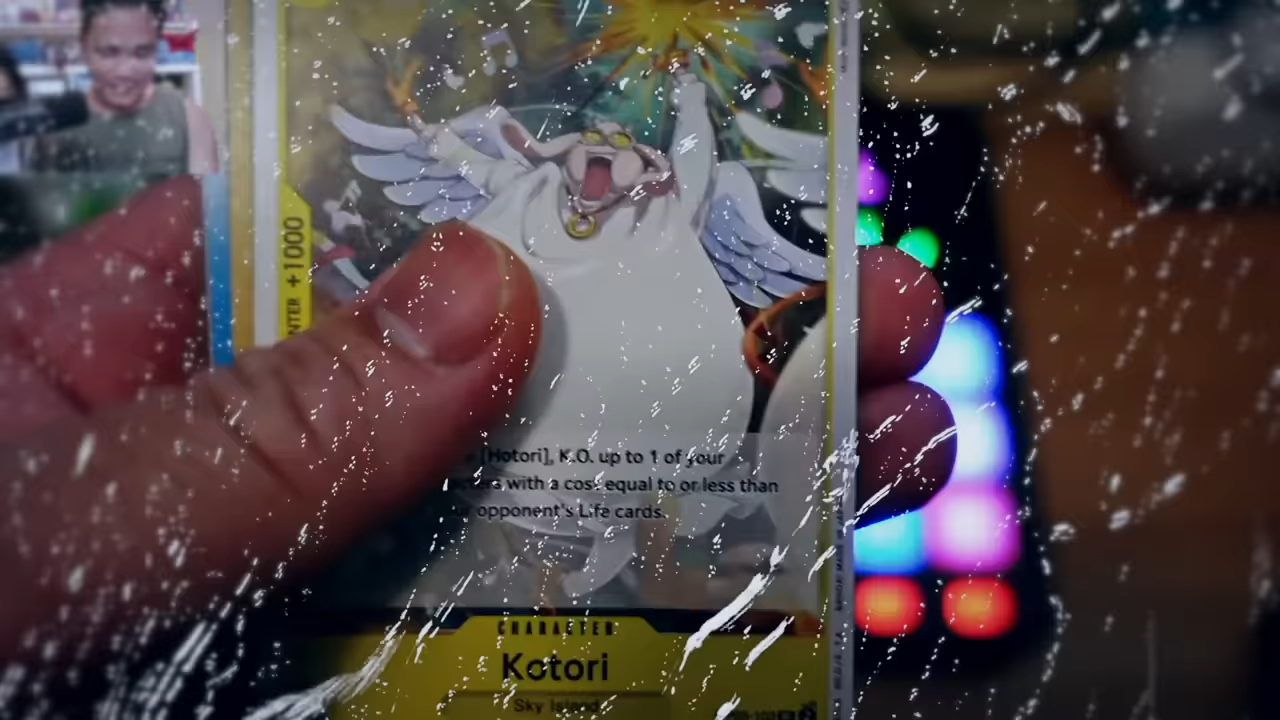 +1000
[Hotori], K.O. up to 1 of your
with a cost equal to or less than
opponent's Life cards.
CHARACTER
Kotori
Sky Island